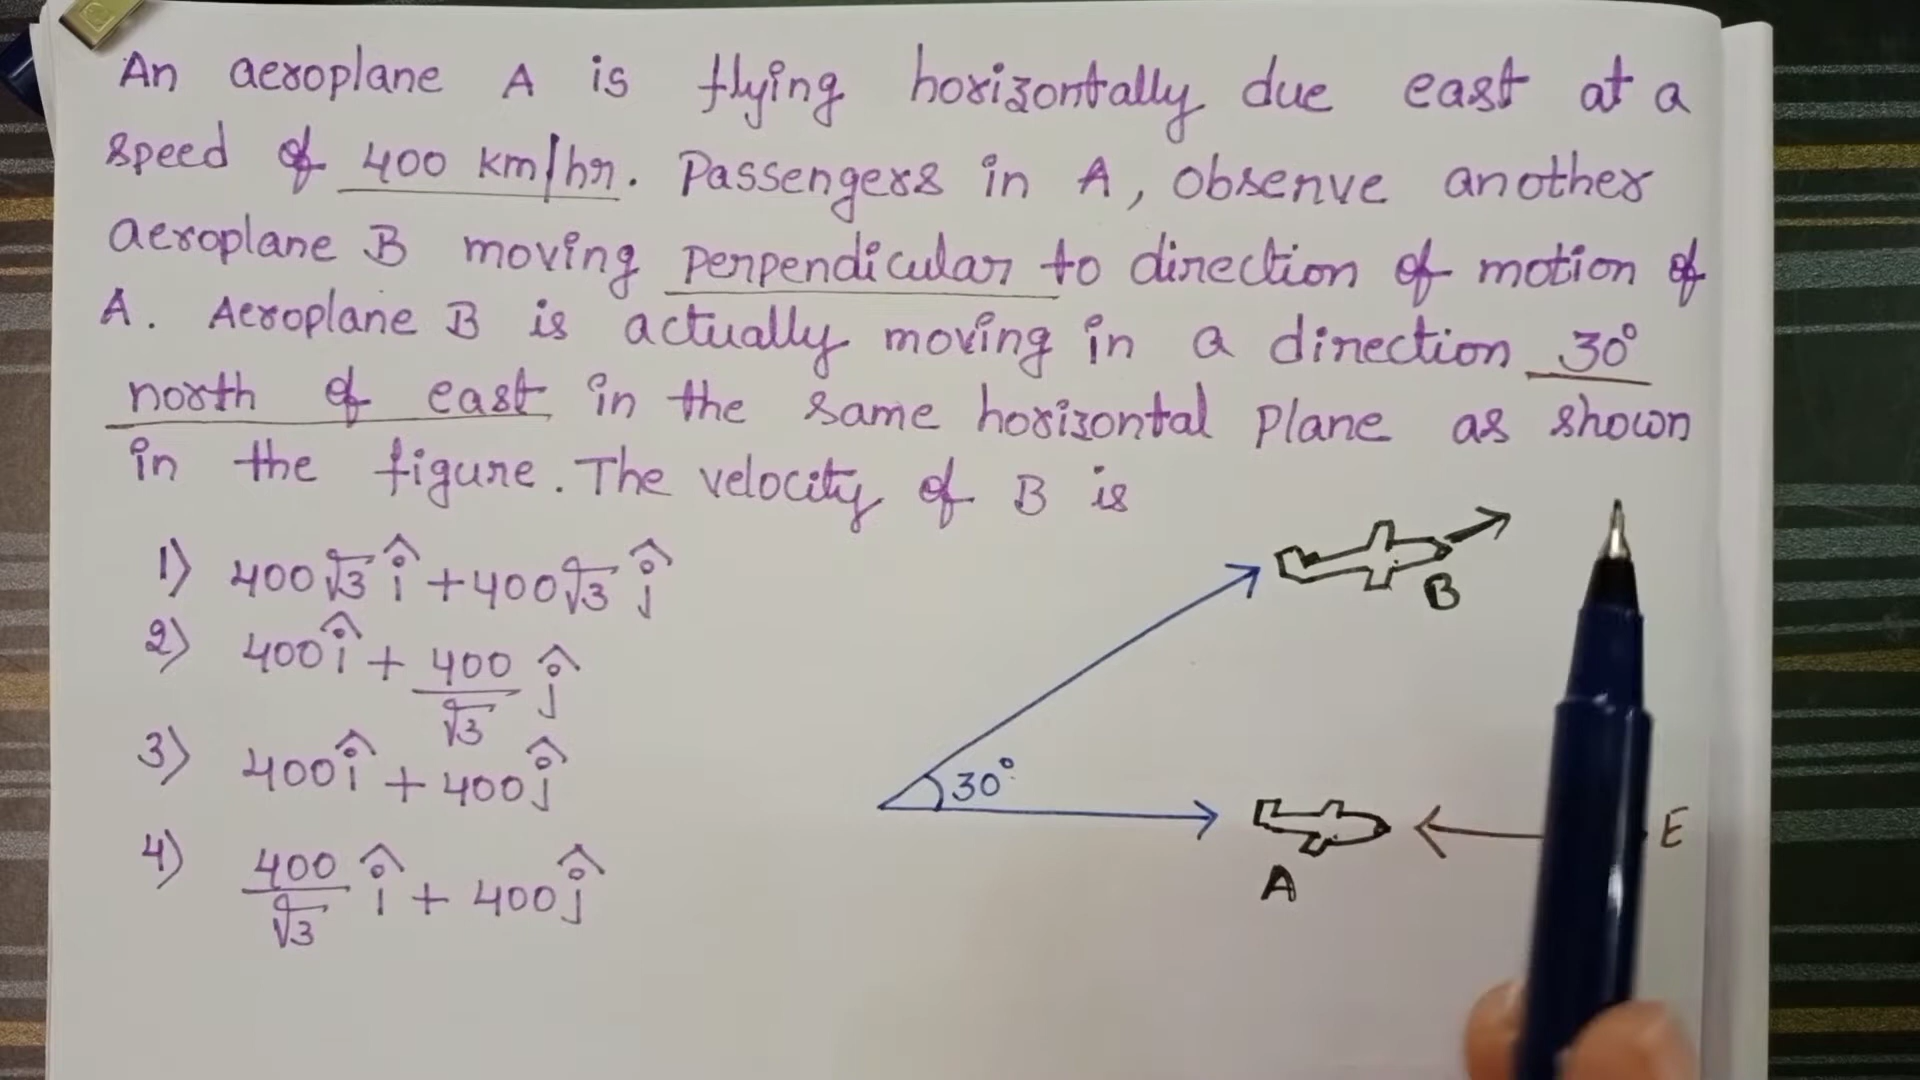 An aeroplane A is flying horizontally due east at a
speed of 400 km/hr. Passengers in A, observe another
aeroplane B moving perpendicular to direction of motion of
A. Aeroplane B is actually moving in a direction 30°
north of east in the same horizontal plane as shown
in the figure. The velocity of B is
1) 400√3 î + 400√3 ĵ
2) 400 î + 400/√3 ĵ
3) 400 î + 400 ĵ
4) 400/√3 î + 400 ĵ
B
30°
E
A